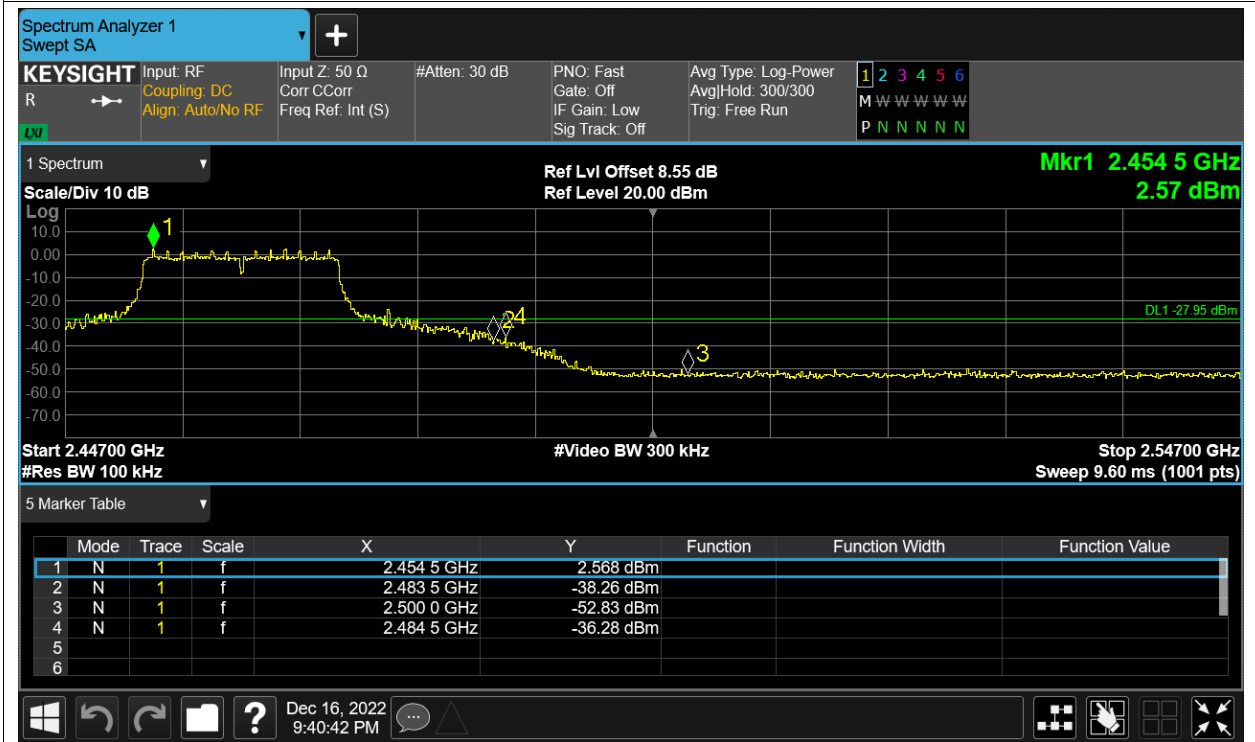 Spectrum Analyzer 1
Swept SA
+
KEYSIGHT Input: RF Input Z: 50 Ω #Atten: 30 dB PNO: Fast Avg Type: Log-Power 1 2 3 4 5 6
R Coupling: DC Corr CCorr Gate: Off Avg|Hold: 300/300 M W W W W W
Align: Auto/No RF Freq Ref: Int (S) IF Gain: Low Trig: Free Run
LXI Sig Track: Off P N N N N N
1 Spectrum Ref Lvl Offset 8.55 dB Mkr1 2.454 5 GHz
Scale/Div 10 dB Ref Level 20.00 dBm 2.57 dBm
Log
10.0
0.00
-10.0
-20.0
-30.0
-40.0
-50.0
-60.0
-70.0
1
24
3
DL1 -27.95 dBm
Start 2.44700 GHz #Video BW 300 kHz Stop 2.54700 GHz
#Res BW 100 kHz Sweep 9.60 ms (1001 pts)
5 Marker Table
Mode Trace Scale X Y Function Function Width Function Value
1 N 1 f 2.454 5 GHz 2.568 dBm
2 N 1 f 2.483 5 GHz -38.26 dBm
3 N 1 f 2.500 0 GHz -52.83 dBm
4 N 1 f 2.484 5 GHz -36.28 dBm
5
6
? Dec 16, 2022
9:40:42 PM